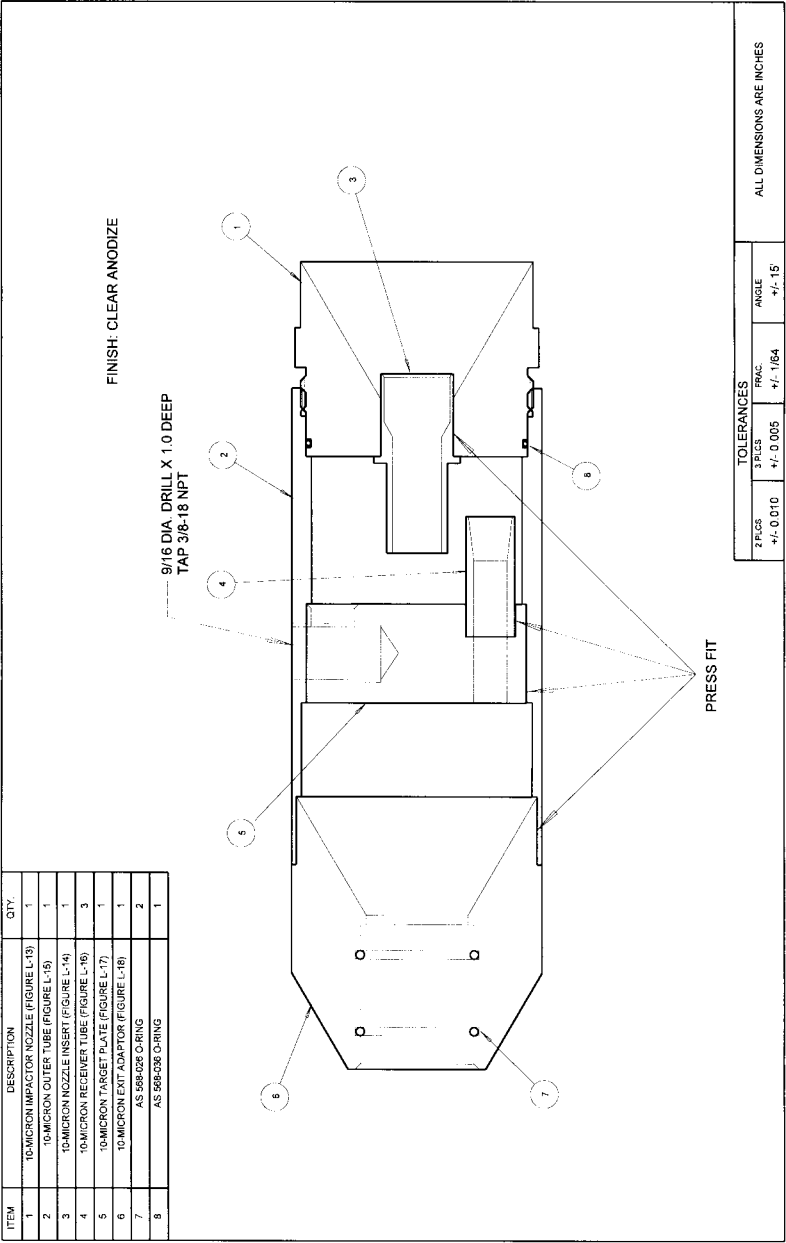 ITEM DESCRIPTION QTY.
1 10-MICRON IMPACTOR NOZZLE (FIGURE L-13) 1
2 10-MICRON OUTER TUBE (FIGURE L-15) 1
3 10-MICRON NOZZLE INSERT (FIGURE L-14) 1
4 10-MICRON RECEIVER TUBE (FIGURE L-16) 3
5 10-MICRON TARGET PLATE (FIGURE L-17) 1
6 10-MICRON EXIT ADAPTOR (FIGURE L-18) 1
7 AS 568-026 O-RING 2
8 AS 568-036 O-RING 1
FINISH: CLEAR ANODIZE
9/16 DIA. DRILL X 1.0 DEEP
TAP 3/8-18 NPT
1
2
3
4
5
6
7
8
PRESS FIT
TOLERANCES
2 PLCS 3 PLCS FRAC. ANGLE
+/- 0.010 +/- 0.005 +/- 1/64 +/- 15'
ALL DIMENSIONS ARE INCHES